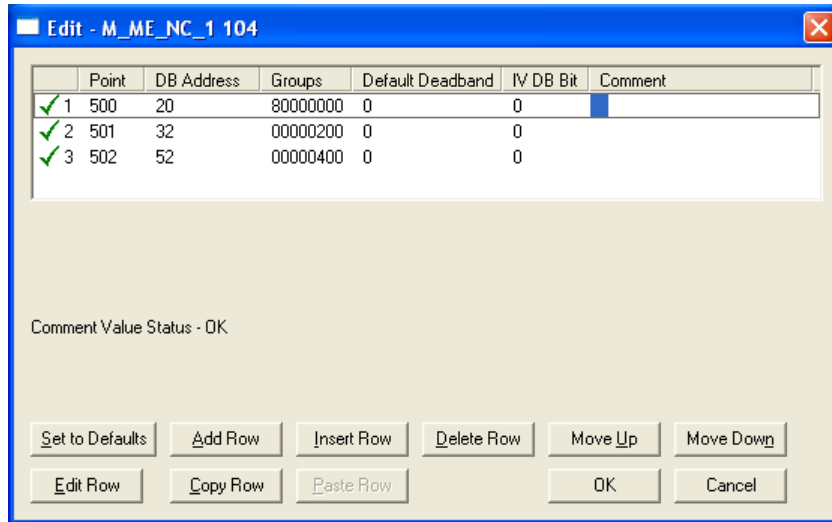 Edit - M_ME_NC_1 104
Point DB Address Groups Default Deadband IV DB Bit Comment
1 500 20 80000000 0 0
2 501 32 00000200 0 0
3 502 52 00000400 0 0
Comment Value Status - OK
Set to Defaults Add Row Insert Row Delete Row Move Up Move Down
Edit Row Copy Row Paste Row OK Cancel